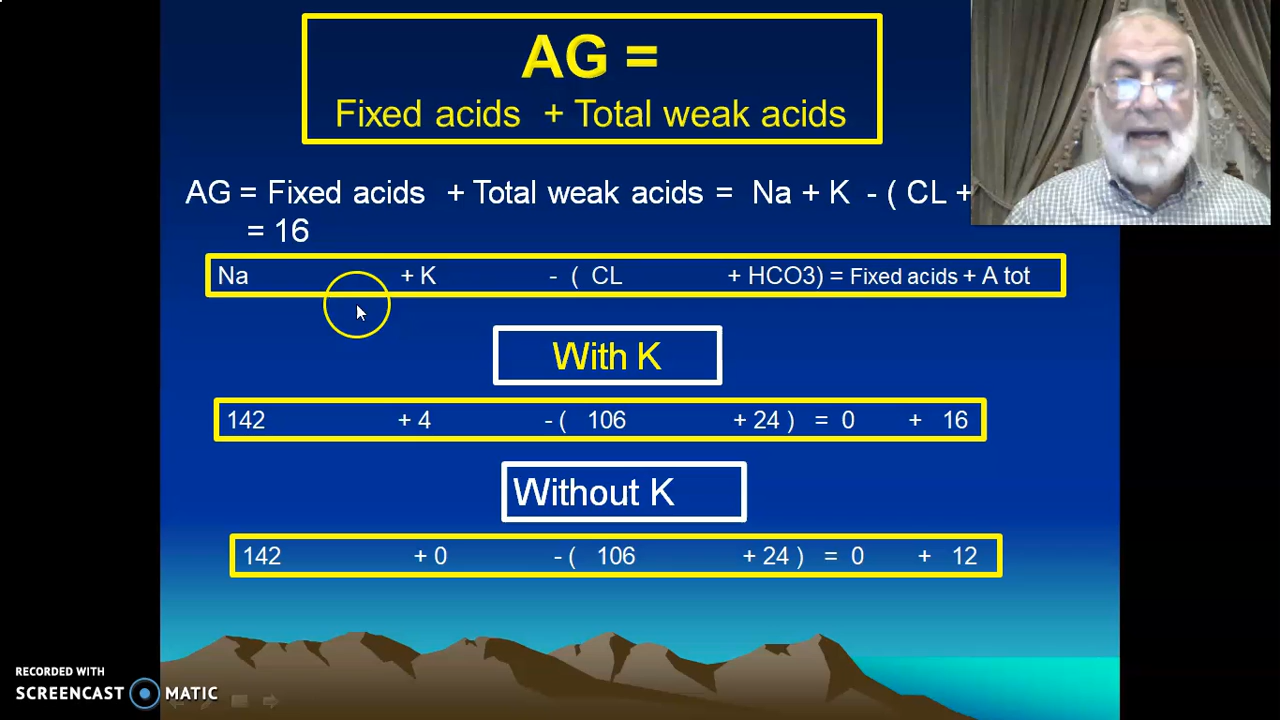 AG =
Fixed acids + Total weak acids
AG = Fixed acids + Total weak acids = Na + K - ( CL +
= 16
Na + K - ( CL + HCO3) = Fixed acids + A tot
With K
142 + 4 - ( 106 + 24 ) = 0 + 16
Without K
142 + 0 - ( 106 + 24 ) = 0 + 12
RECORDED WITH
SCREENCAST MATIC